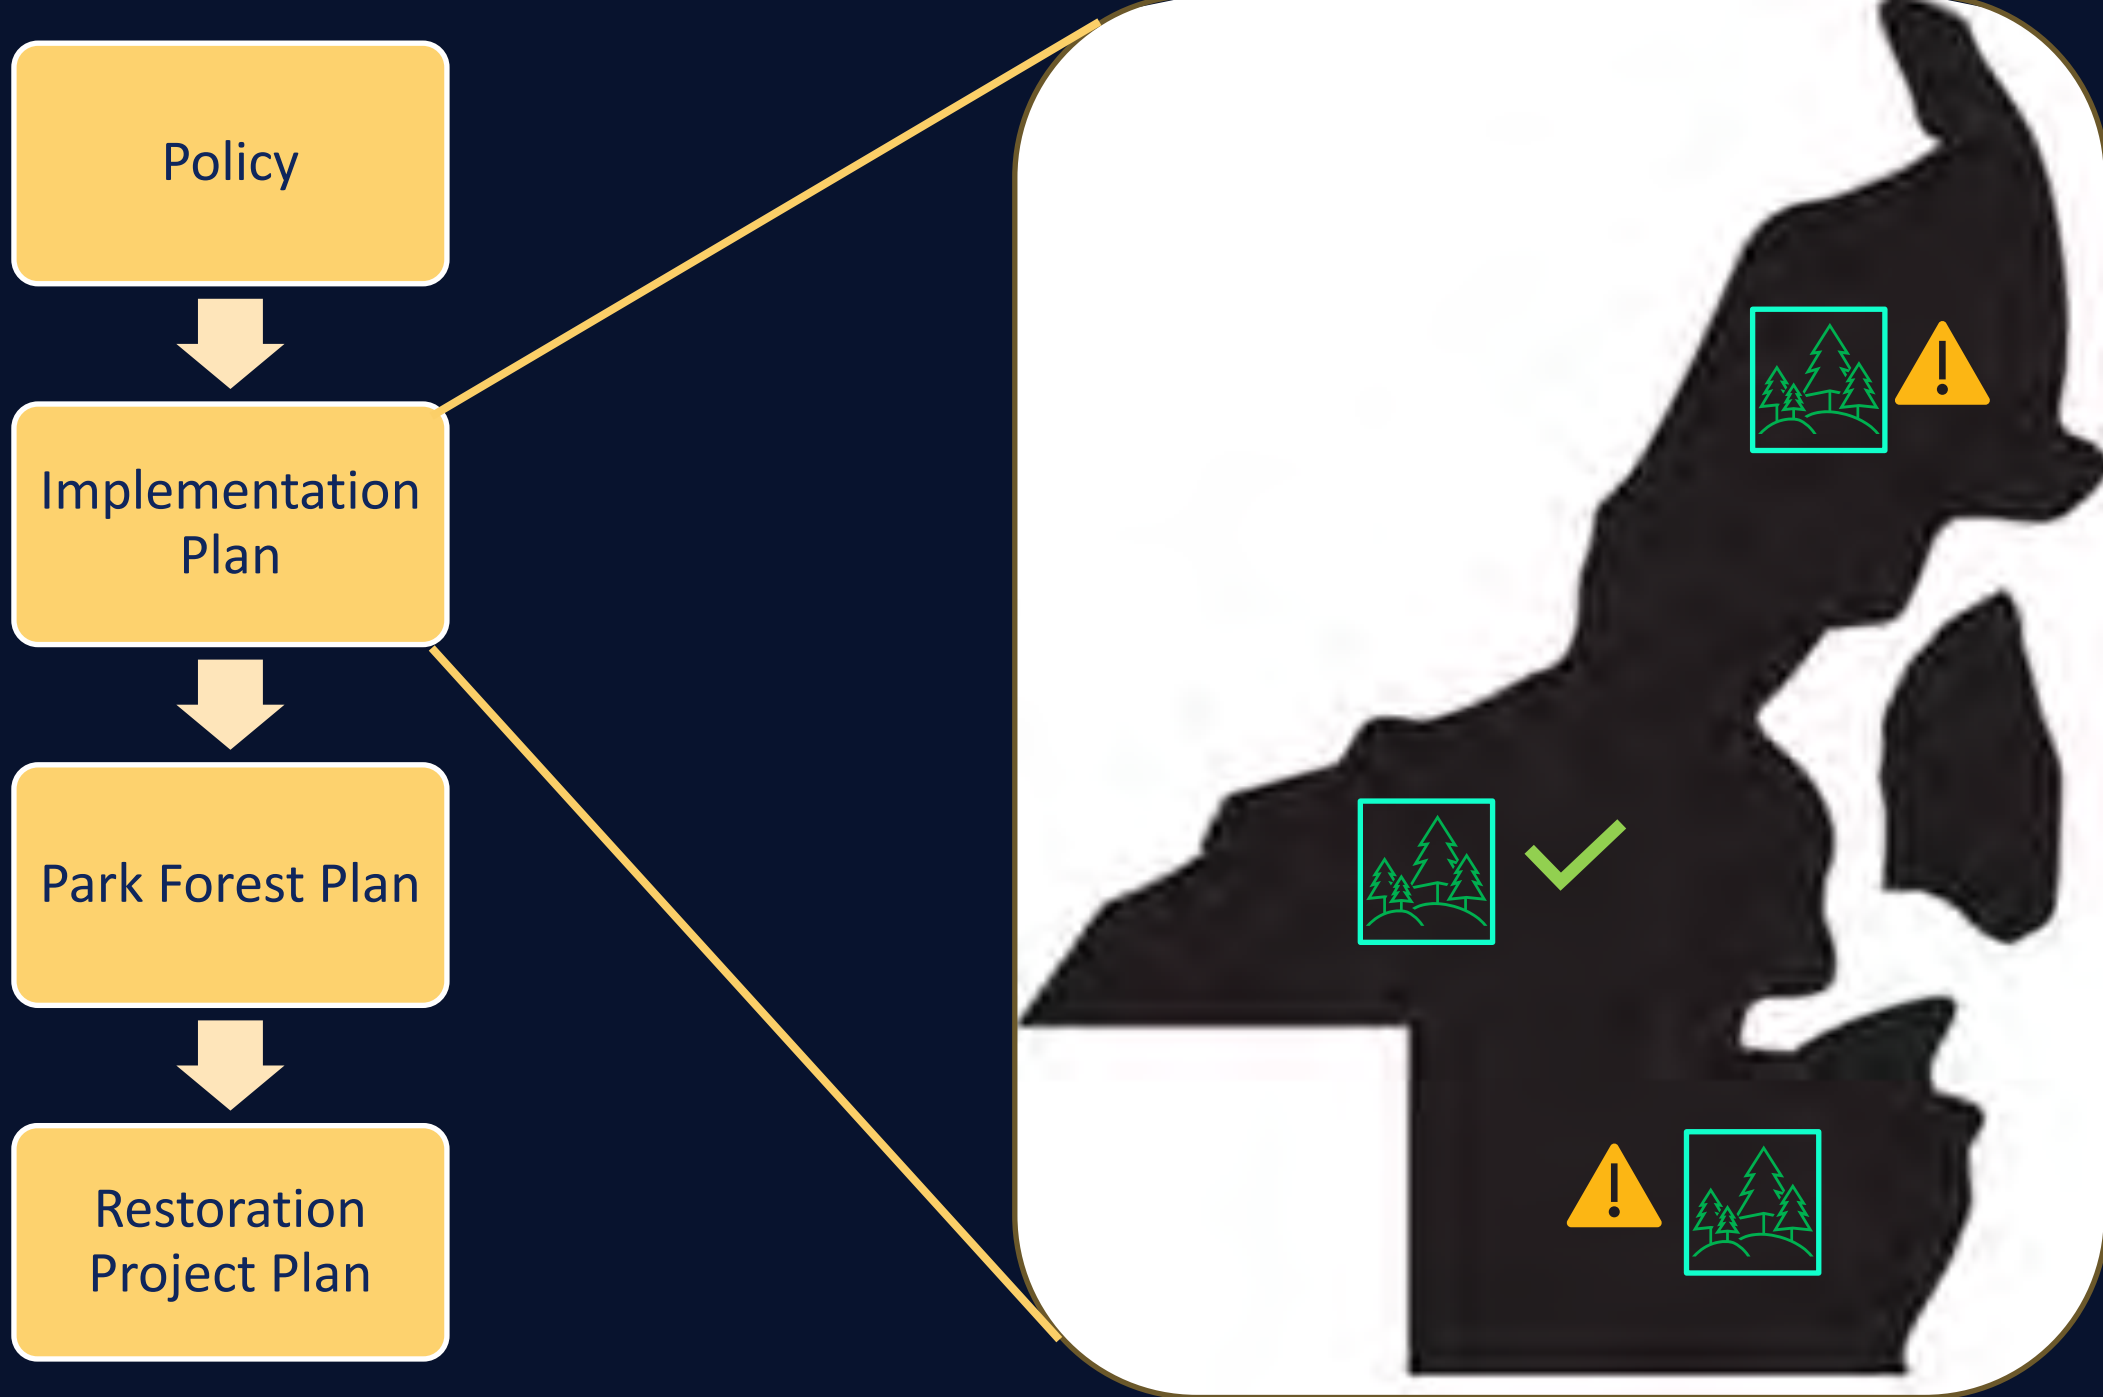 Policy
Implementation
Plan
Park Forest Plan
Restoration
Project Plan